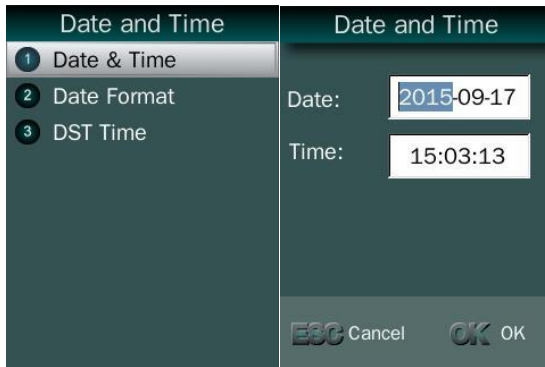 Date and Time
1 Date & Time
2 Date Format
3 DST Time
Date and Time
Date: 2015-09-17
Time: 15:03:13
ESC Cancel OK OK